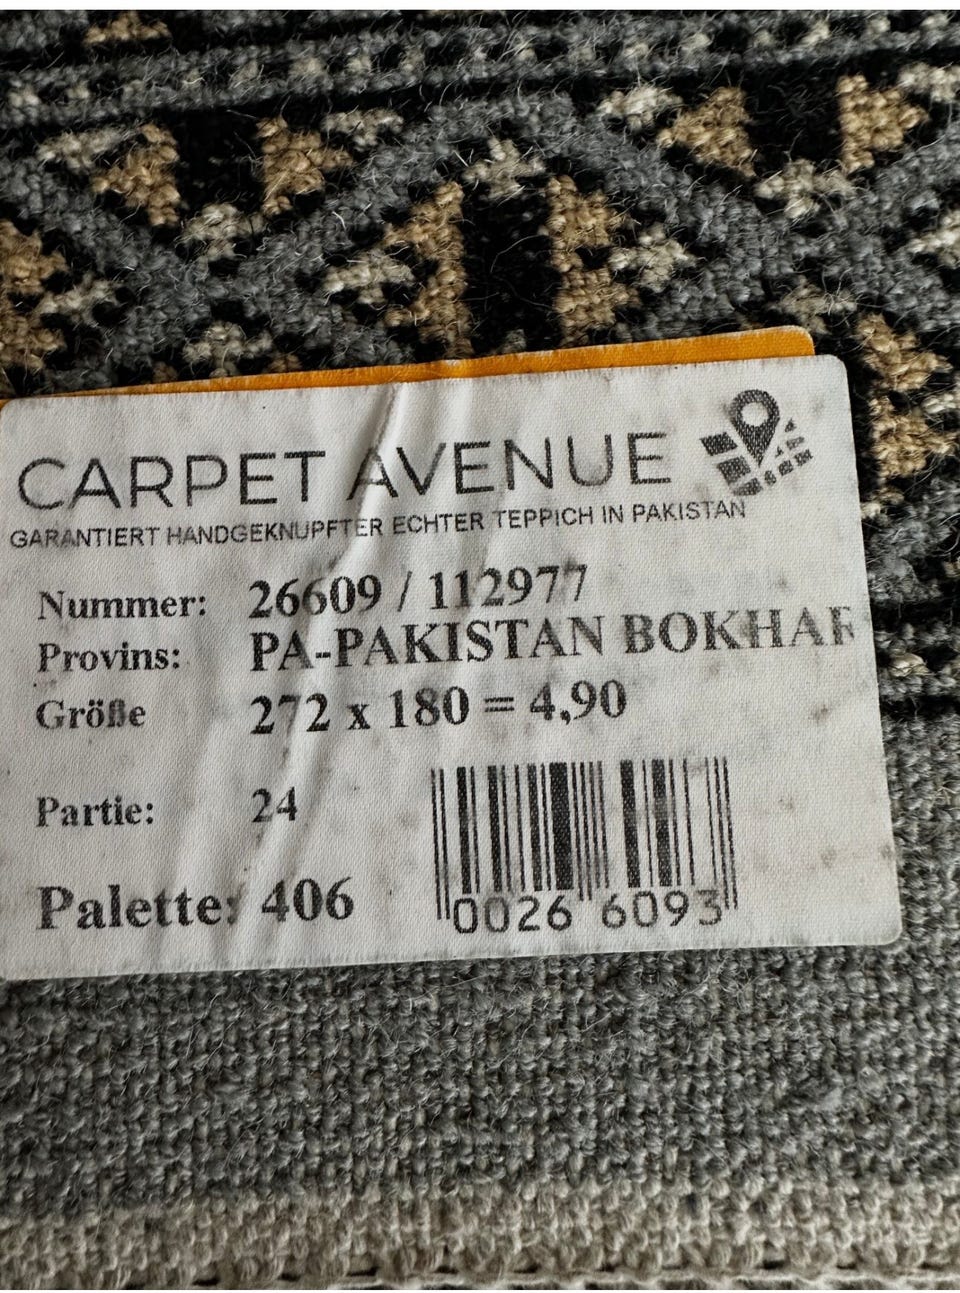 CARPET AVENUE
GARANTIERT HANDGEKNUPFTER ECHTER TEPPICH IN PAKISTAN
Nummer: 26609 / 112977
Provins: PA-PAKISTAN BOKHAR
Größe 272 x 180 = 4,90
Partie: 24
Palette: 406
0026 6093